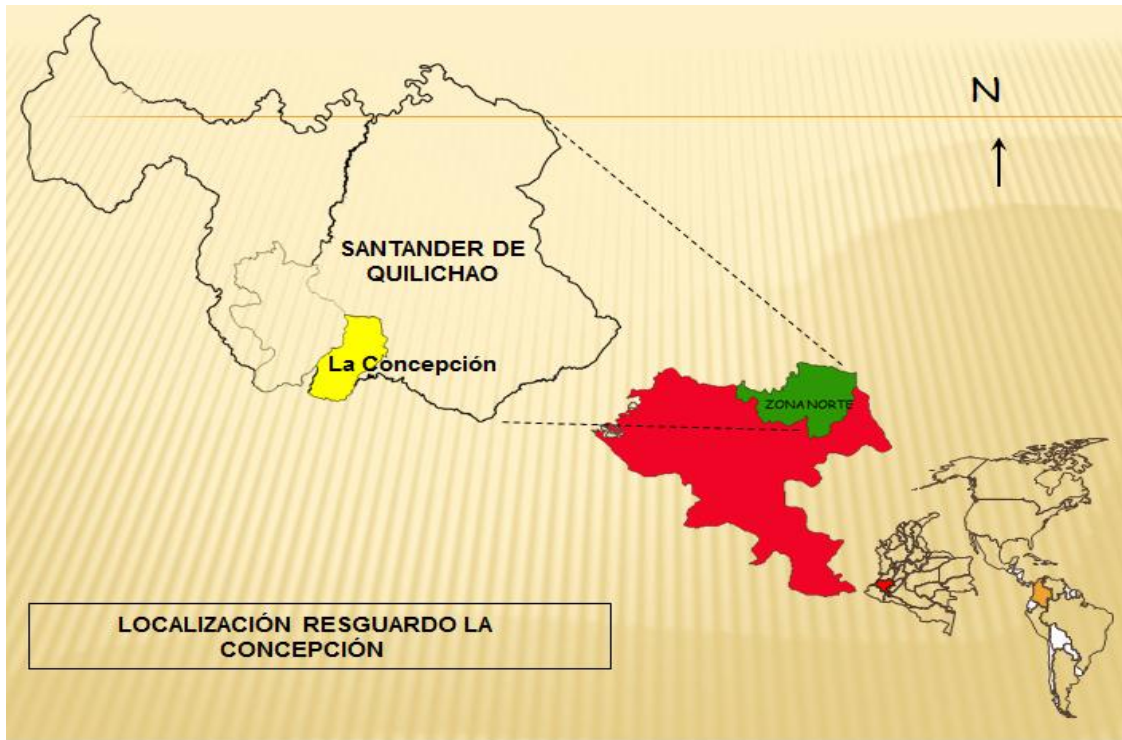 N
SANTANDER DE
QUILICHAO
La Concepción
ZONA NORTE
LOCALIZACIÓN RESGUARDO LA
CONCEPCIÓN